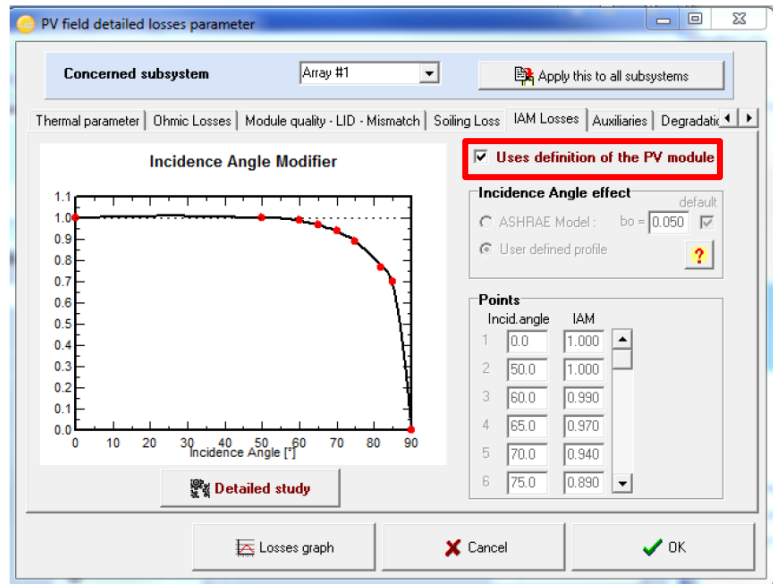 PV field detailed losses parameter
Concerned subsystem
Array #1
Apply this to all subsystems
Thermal parameter
Ohmic Losses
Module quality - LID - Mismatch
Soiling Loss
IAM Losses
Auxiliaries
Degradatic
Incidence Angle Modifier
1.1
1.0
0.9
0.8
0.7
0.6
0.5
0.4
0.3
0.2
0.1
0.0
0 10 20 30 40 50 60 70 80 90
Incidence Angle [°]
Detailed study
Uses definition of the PV module
Incidence Angle effect
default
ASHRAE Model : bo = 0.050
User defined profile
?
Points
Incid.angle IAM
1 0.0 1.000
2 50.0 1.000
3 60.0 0.990
4 65.0 0.970
5 70.0 0.940
6 75.0 0.890
Losses graph
Cancel
OK